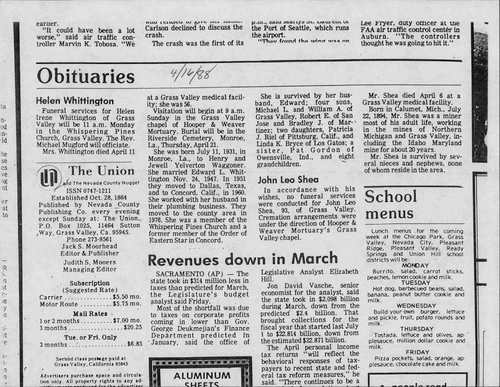 earner.
"It could have been a lot
worse," said air traffic con-
troller Marvin K. Tobosa. "We
Carlson declined to discuss the
crash.
The crash was the first of its
the Port of Seattle, which runs
the airport.
"They found the wing was on
Lee Fryer, duty officer at the
FAA air traffic control center in
Auburn. "The controllers
thought he was going to hit it."
Obituaries
4/16/88
Helen Whittington
Funeral services for Helen
Irene Whittington of Grass
Valley will be 11 a.m. Monday
in the Whispering Pines
Church, Grass Valley. The Rev.
Michael Mugford will officiate.
Mrs. Whittington died April 11
at a Grass Valley medical facil-
ity; she was 56.
Visitation will begin at 9 a.m.
Sunday in the Grass Valley
chapel of Hooper & Weaver
Mortuary. Burial will be in the
Riverside Cemetery, Monroe,
La., Thursday, April 21.
She was born July 11, 1931, in
Monroe, La., to Henry and
Jewell Yelverton Waggoner.
She married Edward L. Whit-
tington Nov. 24, 1947. In 1951
they moved to Dallas, Texas,
and to Concord, Calif., in 1960.
She worked with her husband in
their plumbing business. They
moved to the county area in
1976. She was a member of the
Whispering Pines Church and a
former member of the Order of
Eastern Star in Concord.
She is survived by her hus-
band, Edward; four sons,
Michael L. and William A. of
Grass Valley, Robert E. of San
Jose and Bradley J. of Mar-
tinez; two daughters, Patricia
J. Biel of Pittsburg, Calif., and
Linda K. Bryce of Los Gatos; a
sister, Pat Gordon of
Owensville, Ind., and eight
grandchildren.
John Leo Shea
In accordance with his
wishes, no funeral services
were conducted for John Leo
Shea, 93, of Grass Valley.
Cremation arrangements were
under the direction of Hooper &
Weaver Mortuary's Grass
Valley chapel.
Mr. Shea died April 6 at a
Grass Valley medical facility.
Born in Calumet, Mich., July
22, 1894, Mr. Shea was a miner
most of his adult life, working
in the mines of Northern
Michigan and Grass Valley, in-
cluding the Idaho Maryland
mine for about 20 years.
Mr. Shea is survived by sev-
eral nieces and nephews, none
of whom reside in the area.
The Union
and The Nevada County Nugget
ISSN 0747-1211
Established Oct. 28, 1864
Published by Nevada County
Publishing Co. every evening
except Sunday at The Union.
P.O. Box 1025, 11464 Sutton
Way, Grass Valley, CA 95945.
Phone 273-9561
Jack S. Moorhead
Editor & Publisher
Judith S. Mooers
Managing Editor
Subscription
(Suggested Rate)
Carrier $5.50 mo.
Motor Route $5.75 mo.
Mail Rates
1 or 2 months $7.00 mo.
3 months $20.25
Tue. or Fri. Only
3 months $6.85
Second class postage paid at
Grass Valley, California 95945
Advertisers purchase space and circula-
tion only. All property rights to any ad-
Revenues down in March
SACRAMENTO (AP) — The
state took in $314 million less in
taxes than predicted for March,
the Legislature's budget
analyst said Friday.
Most of the shortfall was due
to taxes on corporate profits
coming in lower than Gov.
George Deukmejian's Finance
Department predicted in
January, said the office of
Legislative Analyst Elizabeth
Hill.
Jon David Vasche, senior
economist for the analyst, said
the state took in $2.098 billion
during March, down from the
predicted $2.4 billion. That
brought collections for the
fiscal year that started last July
1 to $22.814 billion, down from
the estimated $22.871 billion.
The April personal income
tax returns "will reflect the
behavioral responses of tax-
payers to recent state and fed-
eral tax reform measures," he
said. "There continues to be a
ALUMINUM
SHEETS
School
menus
Lunch menus for the coming
week at the Chicago Park, Grass
Valley, Nevada City, Pleasant
Ridge, Pleasant Valley, Ready
Springs and Union Hill school
districts will be:
MONDAY
Burrito, salad, carrot sticks,
peaches, lemon cookie and milk.
TUESDAY
Hot dog, barbecued beans, salad,
banana, peanut butter cookie and
milk.
WEDNESDAY
Build-your-own burger, lettuce
and pickle, fruit, potato rounds and
milk.
THURSDAY
Tostada, lettuce and olives, ap-
plesauce, million dollar cookie and
milk.
FRIDAY
Pizza pockets, salad, orange, ap-
plesauce, chocolate cake and milk.